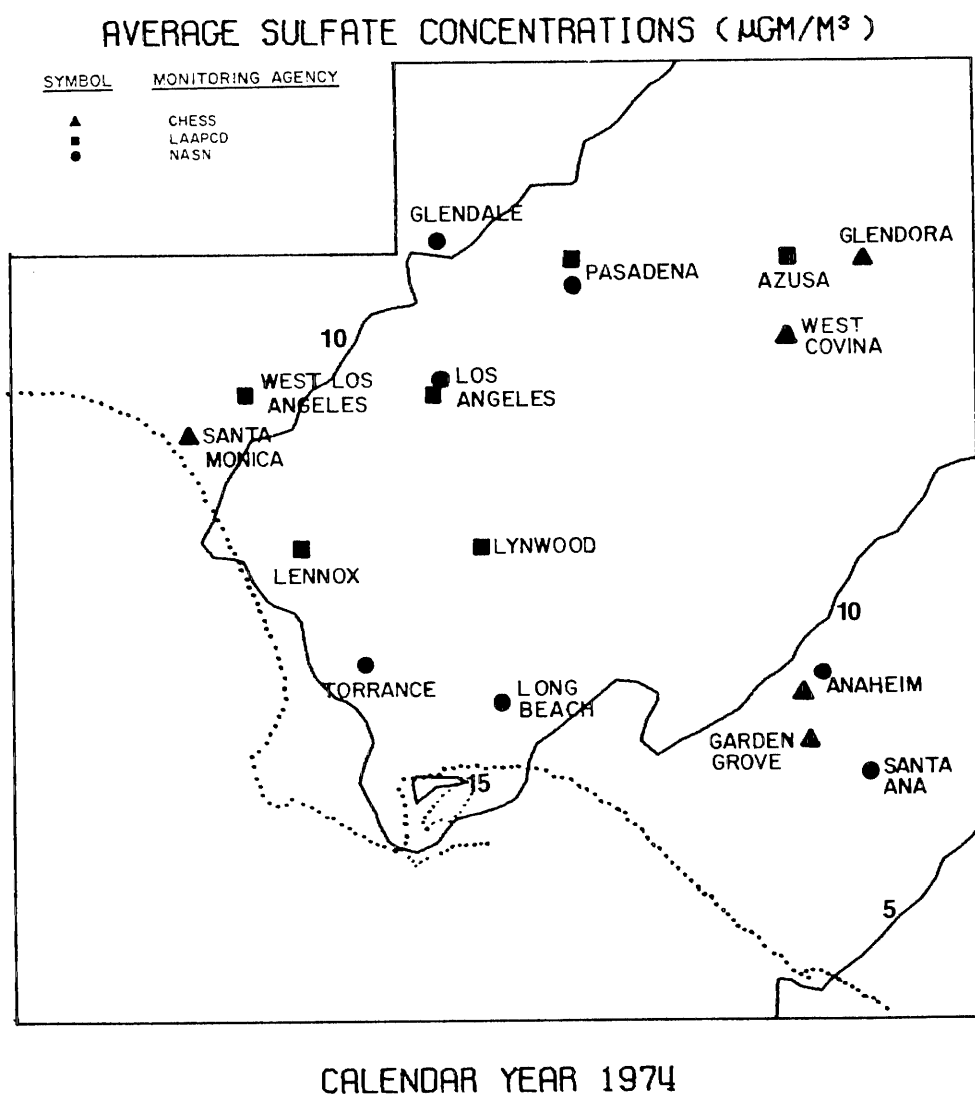 AVERAGE SULFATE CONCENTRATIONS (μGM/M³)
SYMBOL MONITORING AGENCY
CHESS
LAAPCD
NASN
GLENDALE
GLENDORA
PASADENA
AZUSA
WEST
COVINA
10
WEST LOS
ANGELES
LOS
ANGELES
SANTA
MONICA
LYNWOOD
LENNOX
10
TORRANCE
LONG
BEACH
ANAHEIM
GARDEN
GROVE
SANTA
ANA
15
5
CALENDAR YEAR 1974